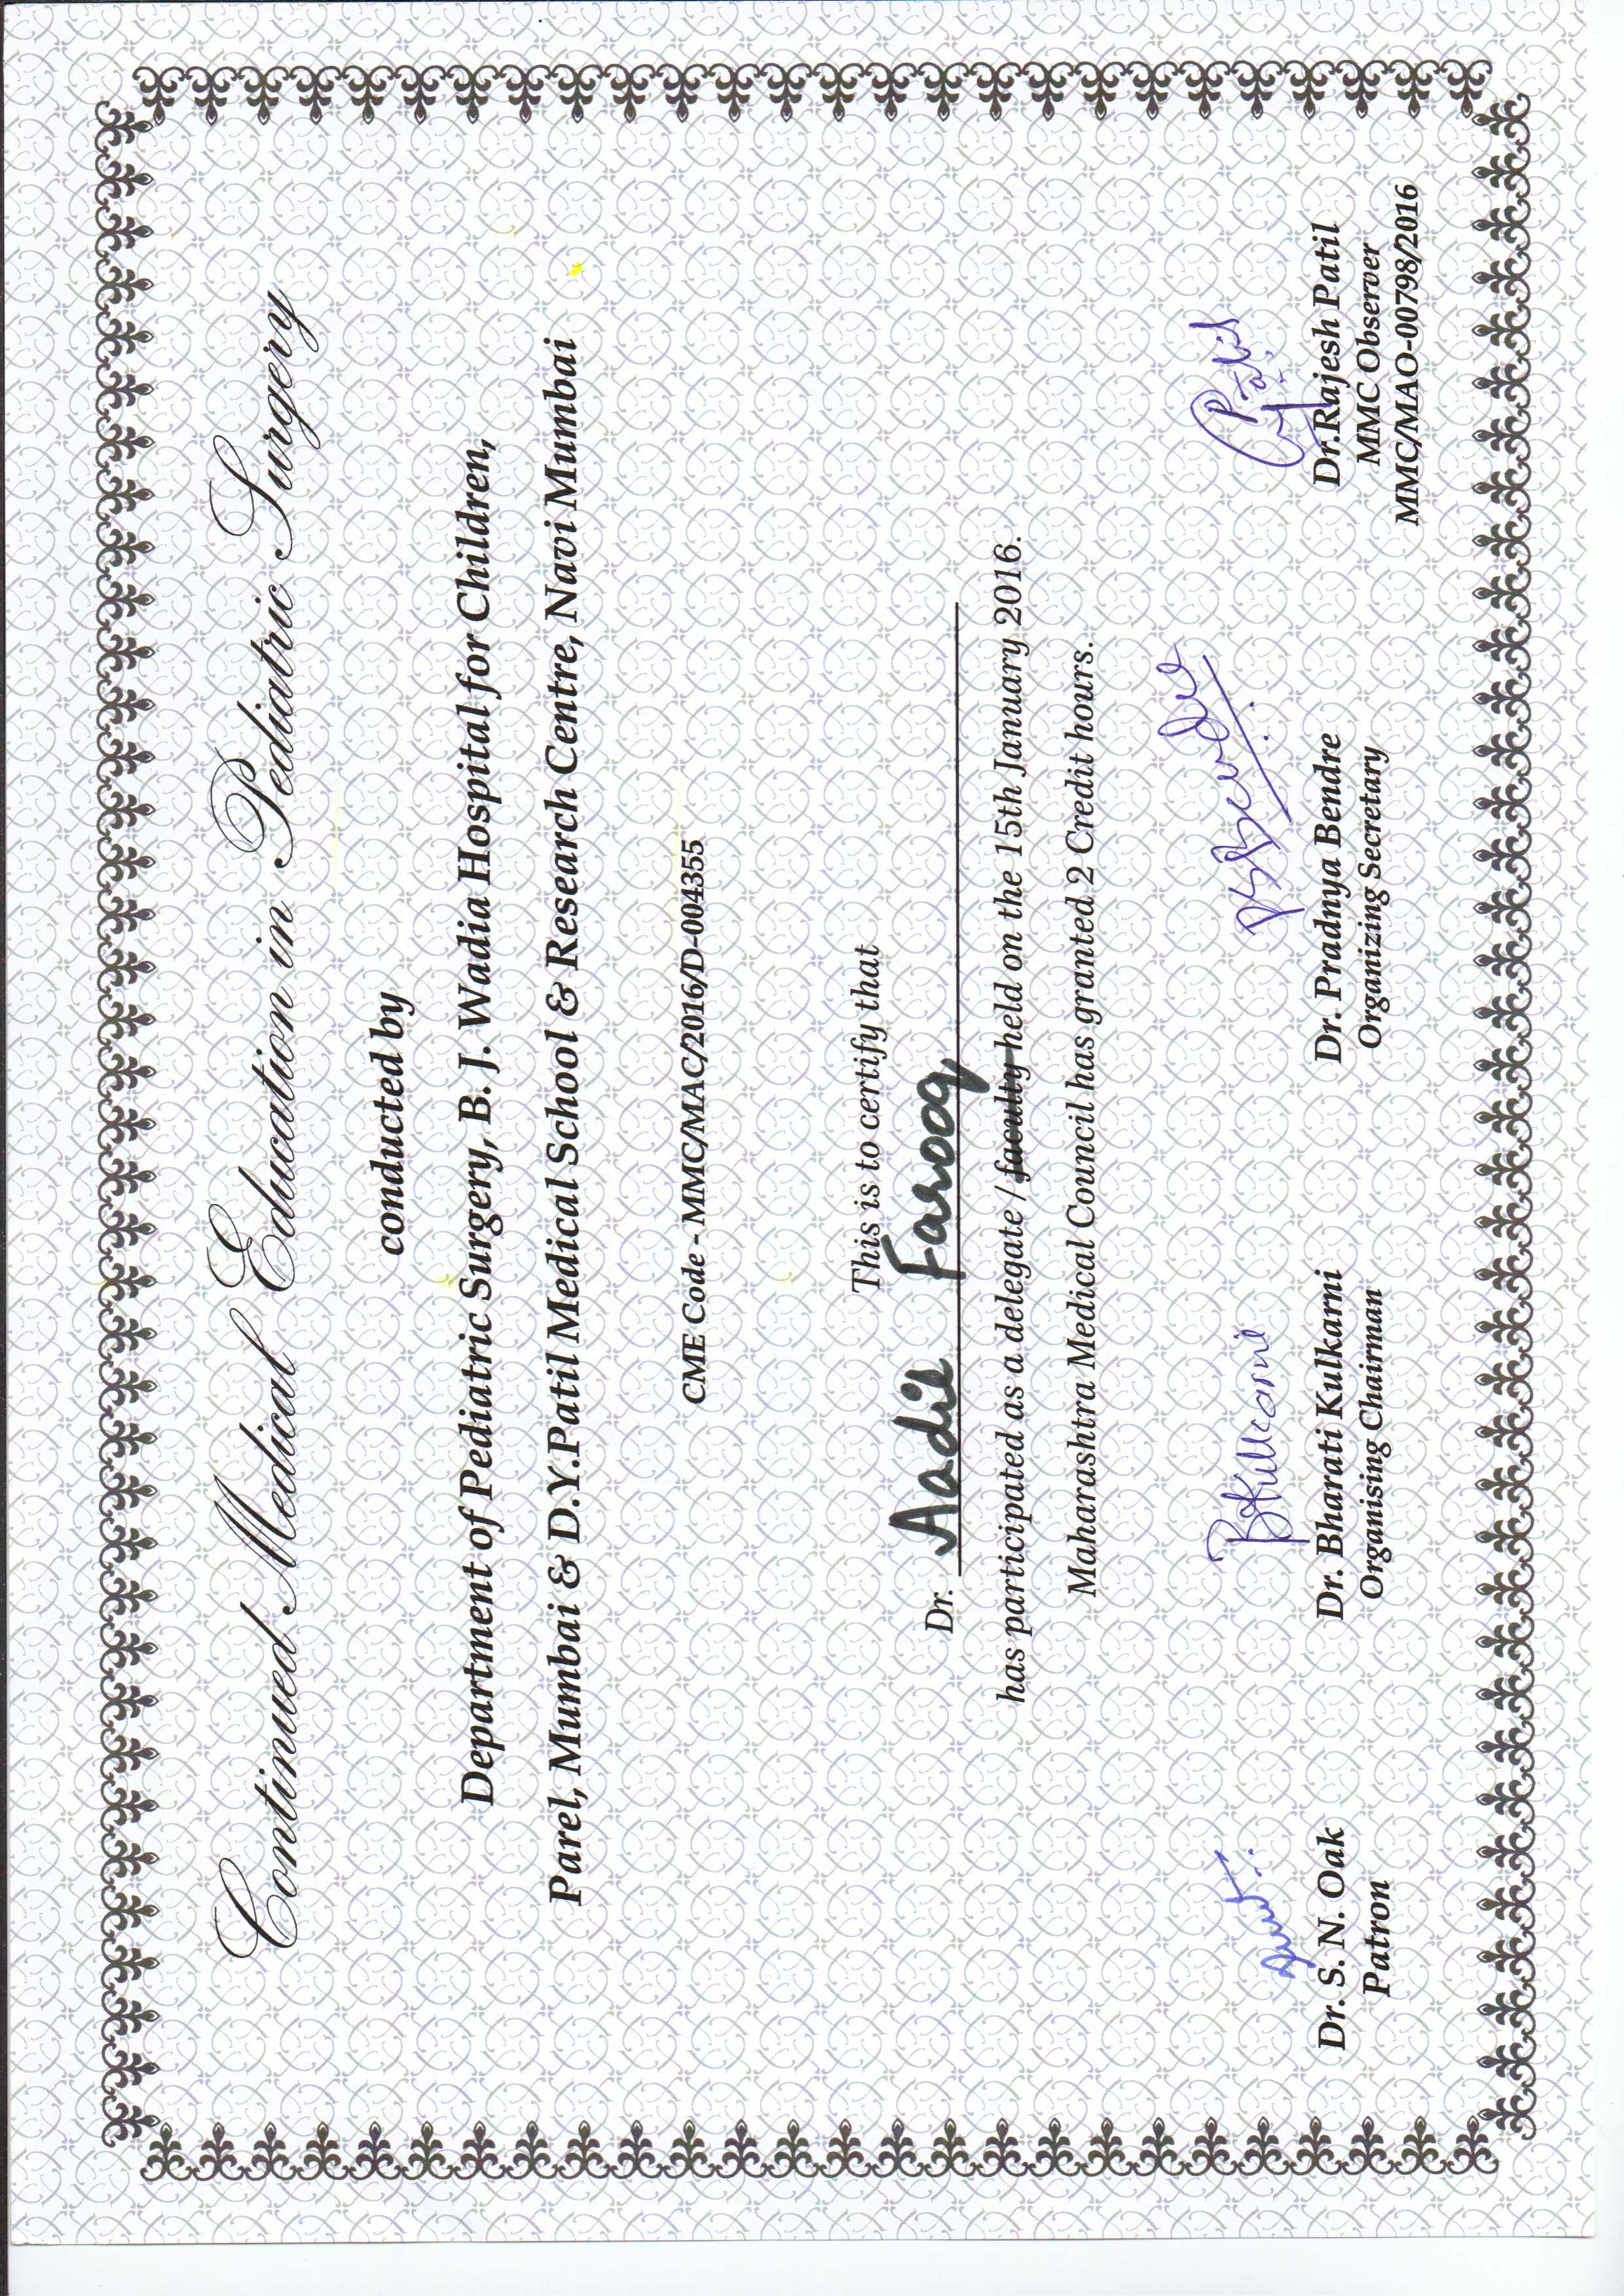 Continued Medical Education in Pediatric Surgery
conducted by
Department of Pediatric Surgery, B. J. Wadia Hospital for Children,
Parel, Mumbai & D.Y.Patil Medical School & Research Centre, Navi Mumbai
CME Code - MMC/MAC/2016/D-004355
This is to certify that
Dr. Aadil Farooq
has participated as a delegate / faculty held on the 15th January 2016.
Maharashtra Medical Council has granted 2 Credit hours.
BKulkarni
PBendre
Patil
Dr. S. N. Oak
Patron
Dr. Bharati Kulkarni
Organising Chairman
Dr. Pradnya Bendre
Organizing Secretary
Dr.Rajesh Patil
MMC Observer
MMC/MAO-00798/2016